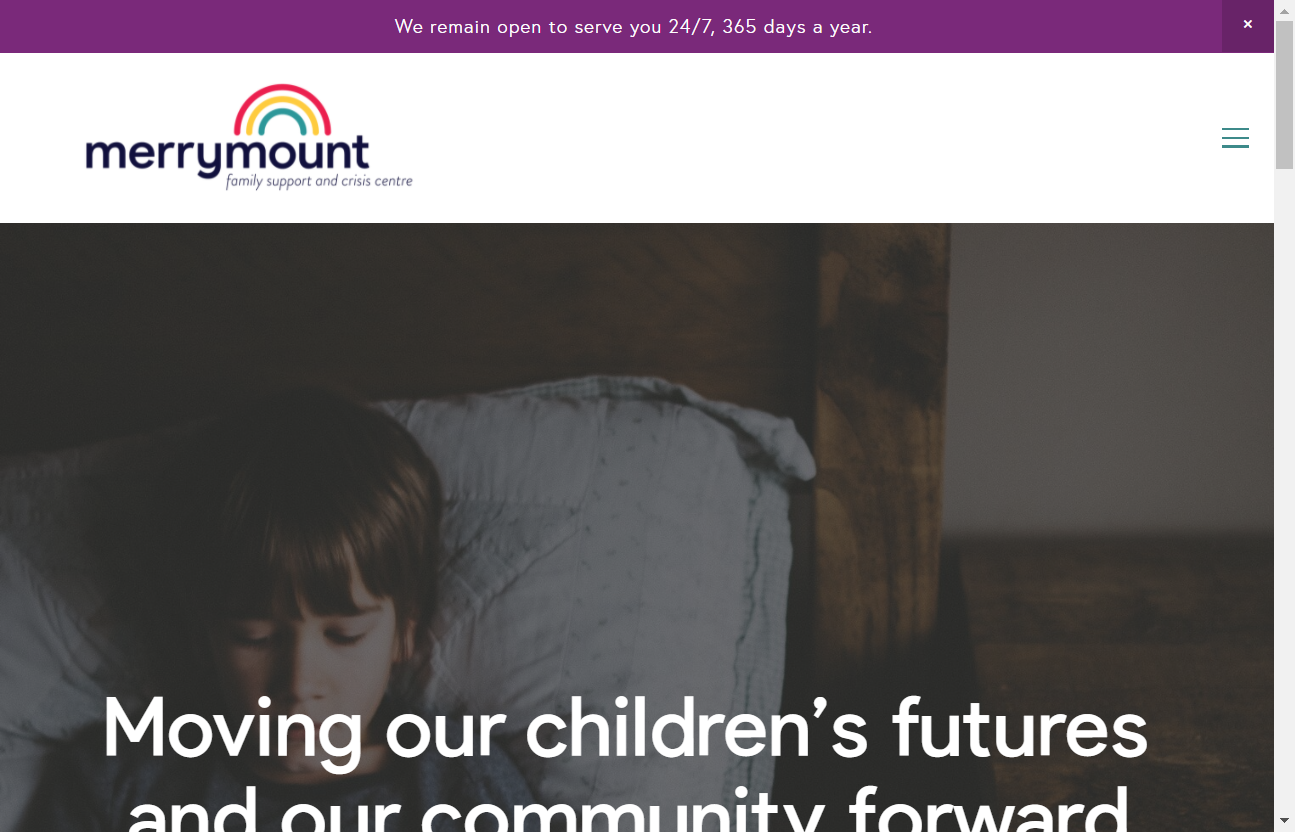 We remain open to serve you 24/7, 365 days a year.
merrymount
family support and crisis centre
Moving our children’s futures
and our community forward